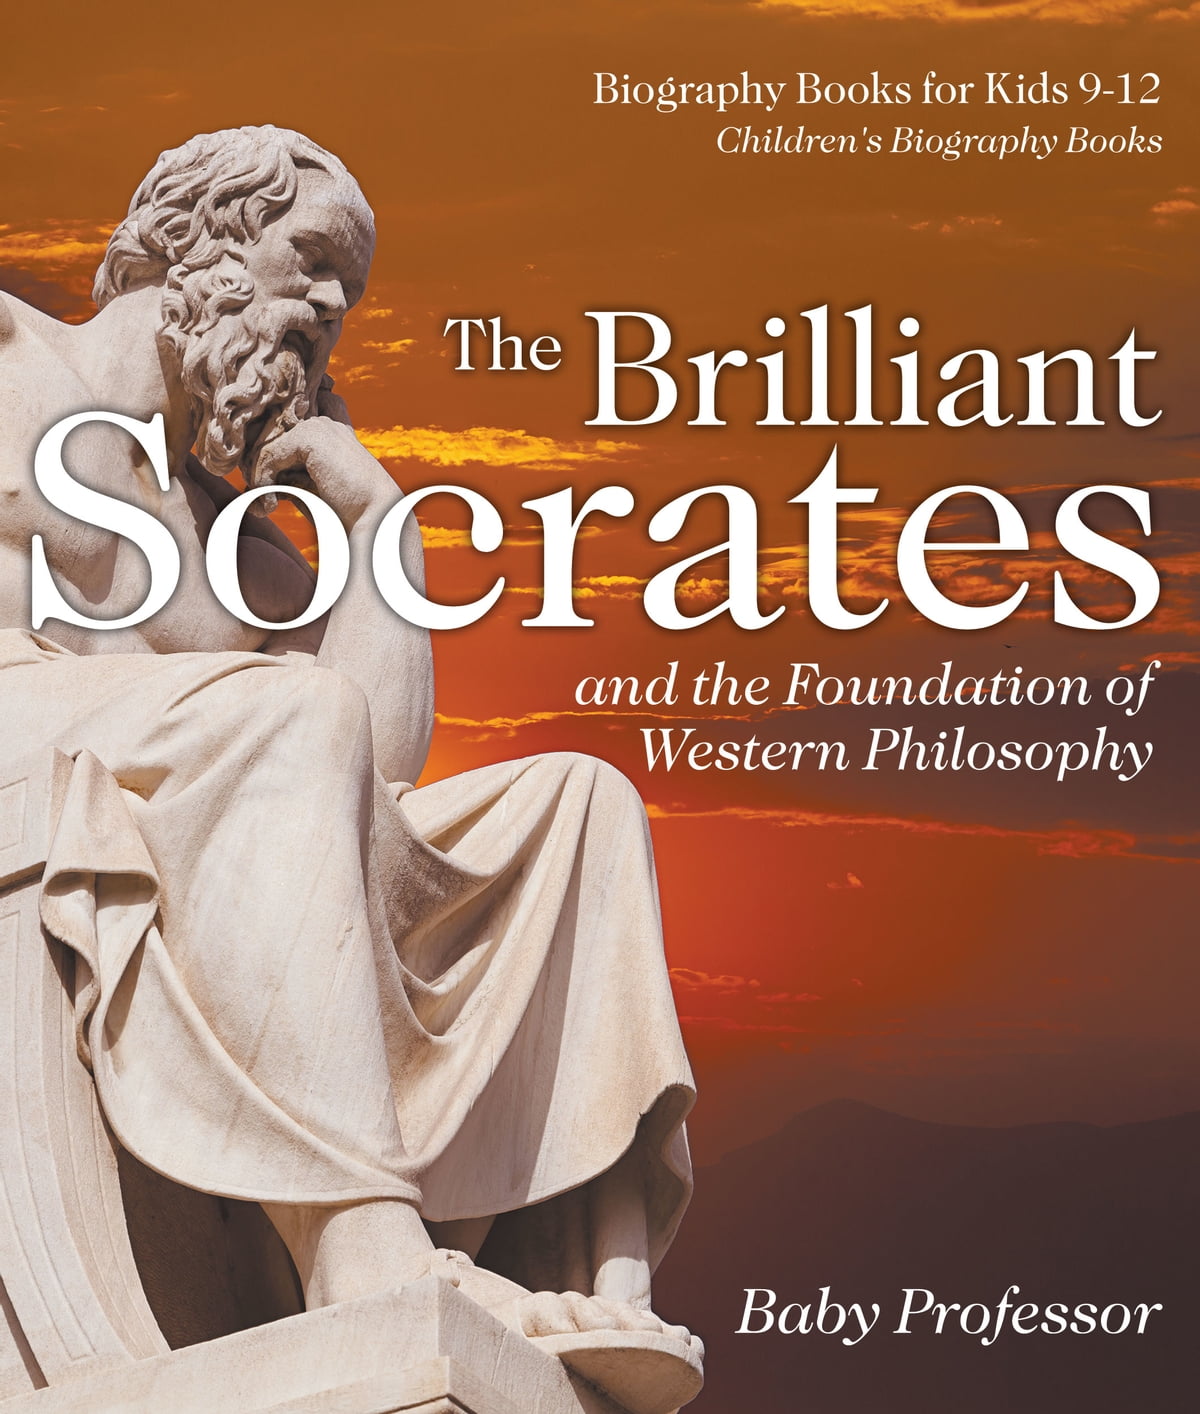 Biography Books for Kids 9-12
Children's Biography Books
The Brilliant
Socrates
and the Foundation of
Western Philosophy
Baby Professor